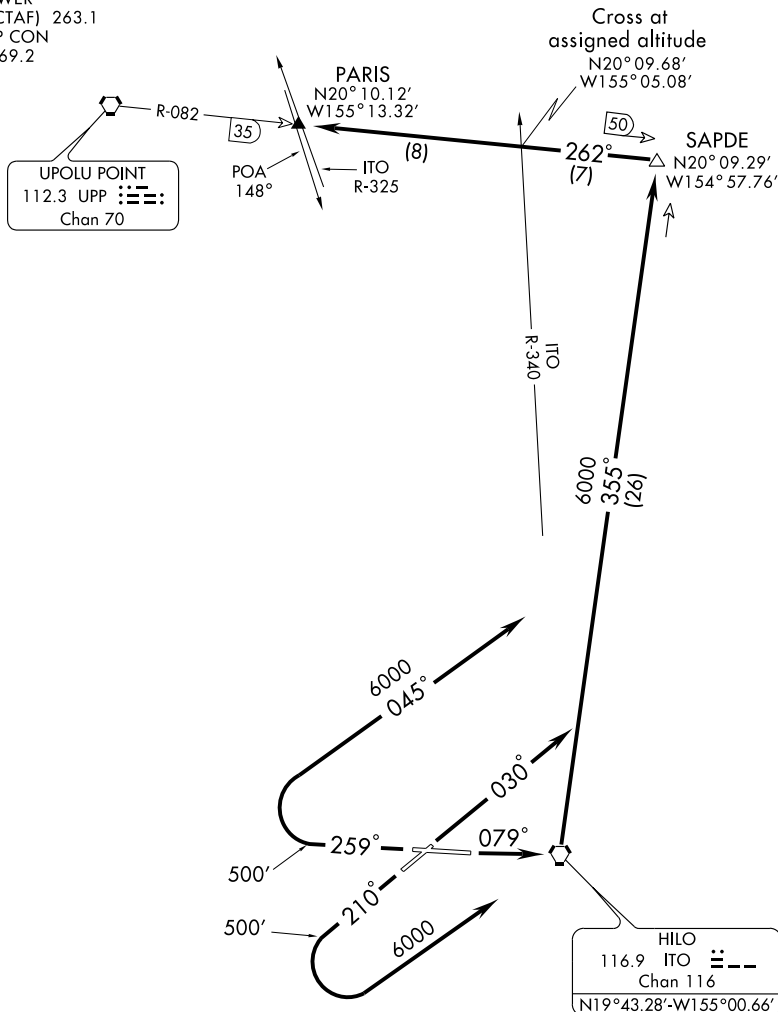 CTAF) 263.1
P CON
69.2
Cross at
assigned altitude
N20°09.68'
W155°05.08'
PARIS
N20°10.12'
W155°13.32'
R-082
35
(8)
50
262°
(7)
SAPDE
N20°09.29'
W154°57.76'
POA
148°
ITO
R-325
UPOLU POINT
112.3 UPP
Chan 70
ITO
R-340
6000
355°
(26)
6000
045°
030°
259°
079°
500'
210°
500'
6000
HILO
116.9 ITO
Chan 116
N19°43.28'-W155°00.66'